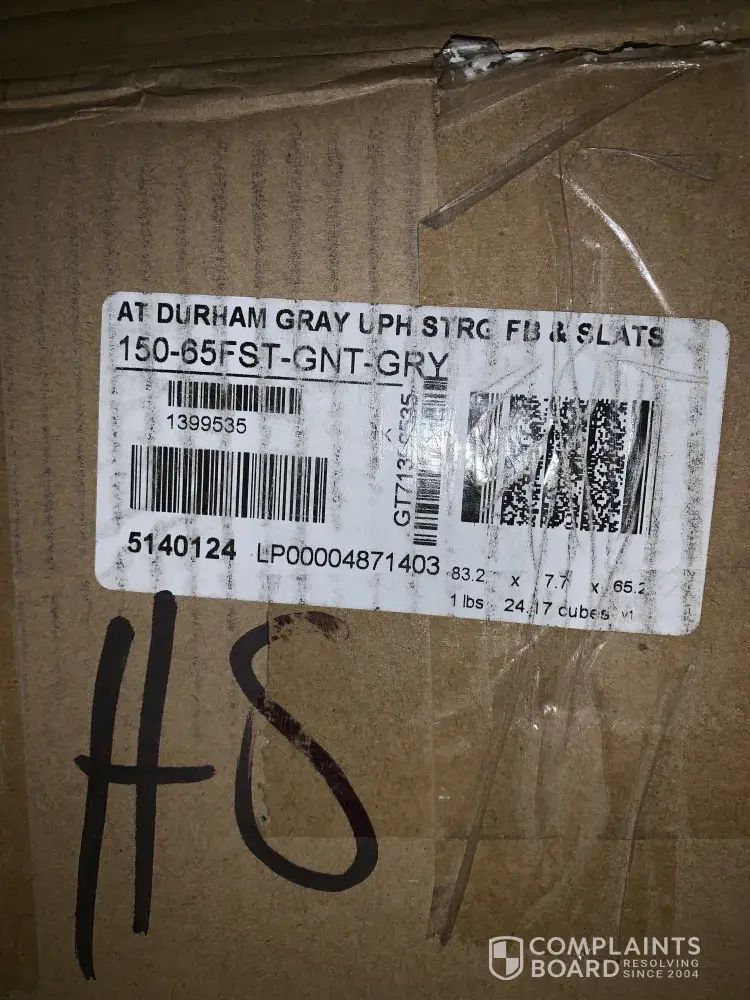 AT DURHAM GRAY UPH STRG FB & SLATS
150-65FST-GNT-GRY
1399535
5140124 LP00004871403
83.2 x 7.7 x 65.2
1 lbs 24.17 cubes v1
HS
COMPLAINTS
BOARD RESOLVING
SINCE 2004